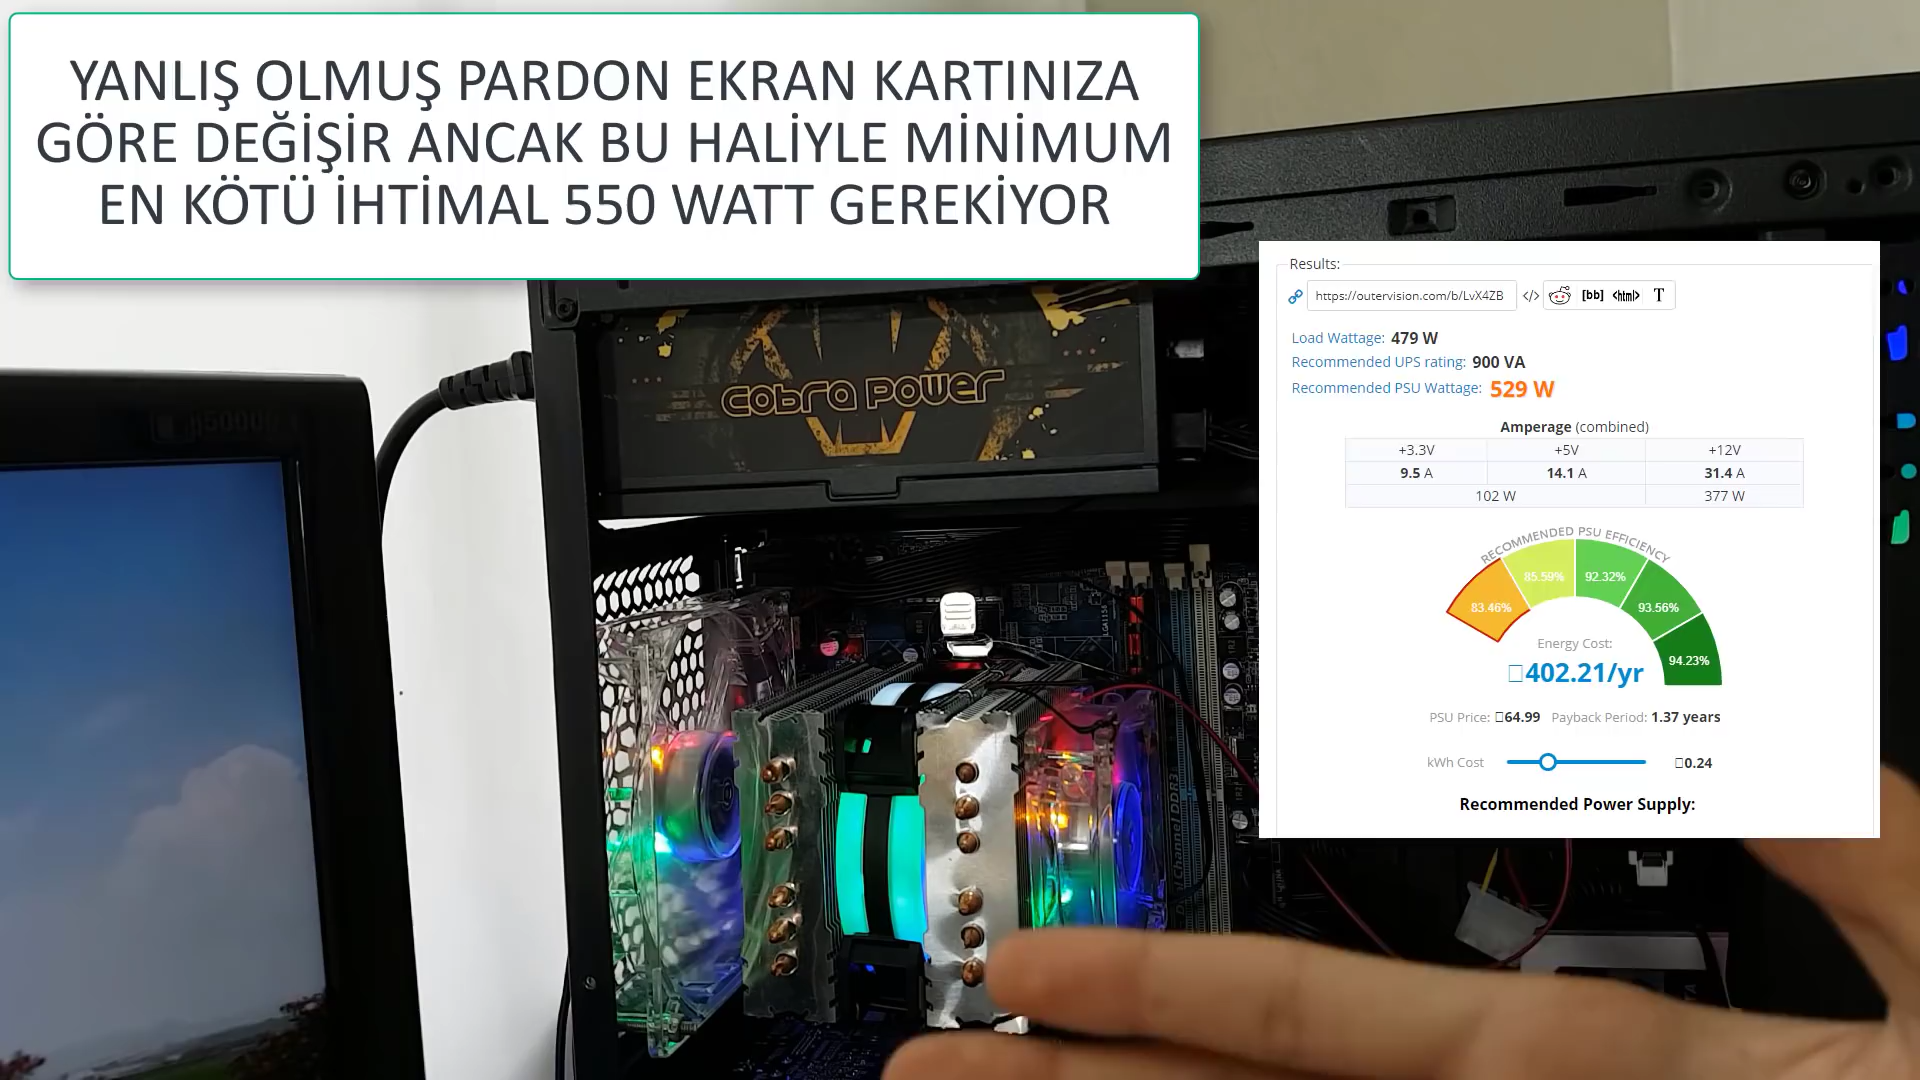 YANLIŞ OLMUŞ PARDON EKRAN KARTINIZA
GÖRE DEĞİŞİR ANCAK BU HALİYLE MİNİMUM
EN KÖTÜ İHTİMAL 550 WATT GEREKİYOR
cobra power
Results:
https://outervision.com/b/LvX4ZB </> [bb] <html> T
Load Wattage: 479 W
Recommended UPS rating: 900 VA
Recommended PSU Wattage: 529 W
Amperage (combined)
+3.3V +5V +12V
9.5 A 14.1 A 31.4 A
102 W 377 W
RECOMMENDED PSU EFFICIENCY
83.46% 85.59% 92.32% 93.56% 94.23%
Energy Cost:
402.21/yr
PSU Price: 64.99 Payback Period: 1.37 years
kWh Cost 0.24
Recommended Power Supply:
LGA1156
Dual Channel DDR3